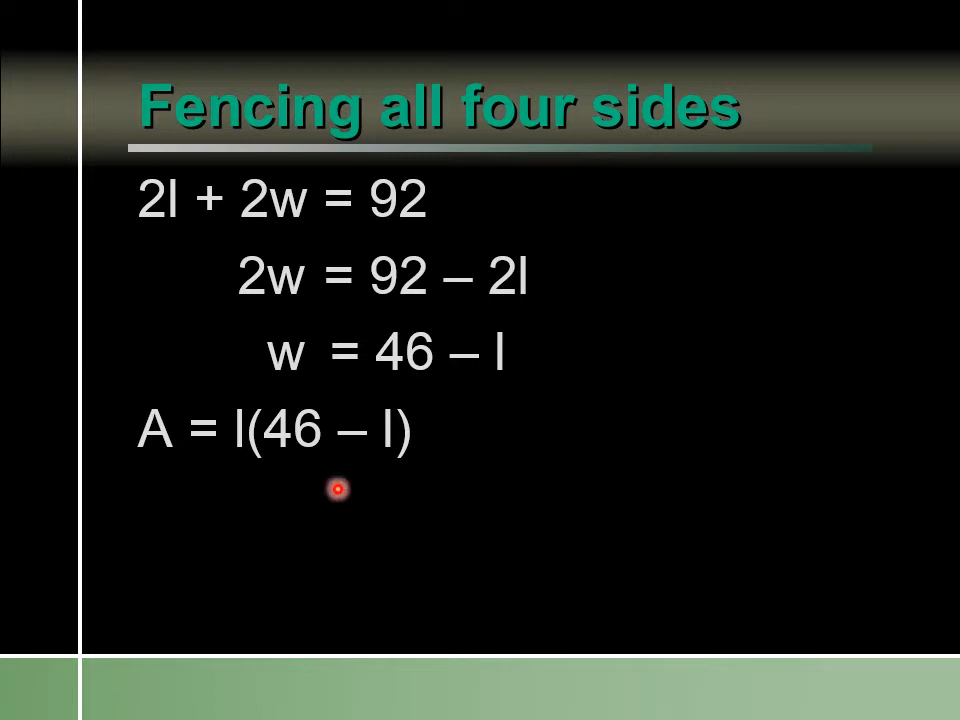 Fencing all four sides
2l + 2w = 92
2w = 92 – 2l
w = 46 – l
A = l(46 – l)